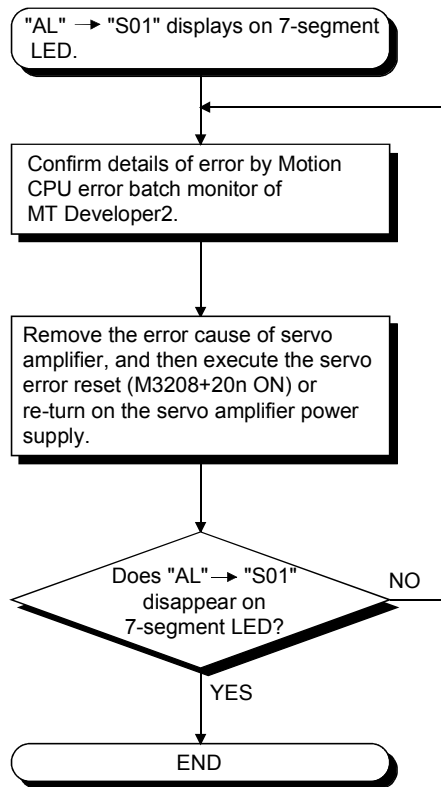 "AL" → "S01" displays on 7-segment
LED.
Confirm details of error by Motion
CPU error batch monitor of
MT Developer2.
Remove the error cause of servo
amplifier, and then execute the servo
error reset (M3208+20n ON) or
re-turn on the servo amplifier power
supply.
Does "AL" → "S01"
disappear on
7-segment LED?
NO
YES
END